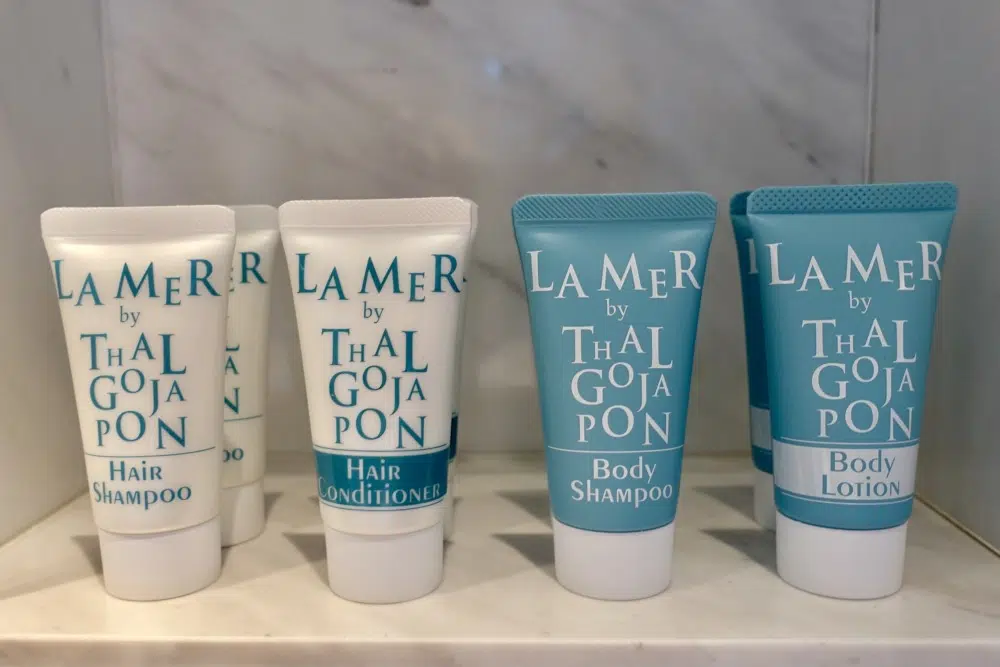 LA MER
by
THAL
GOJA
PON
Hair
Shampoo
LA MER
by
THAL
GOJA
PON
Hair
Conditioner
LA MER
by
THAL
GOJA
PON
Body
Shampoo
LA MER
by
THAL
GOJA
PON
Body
Lotion